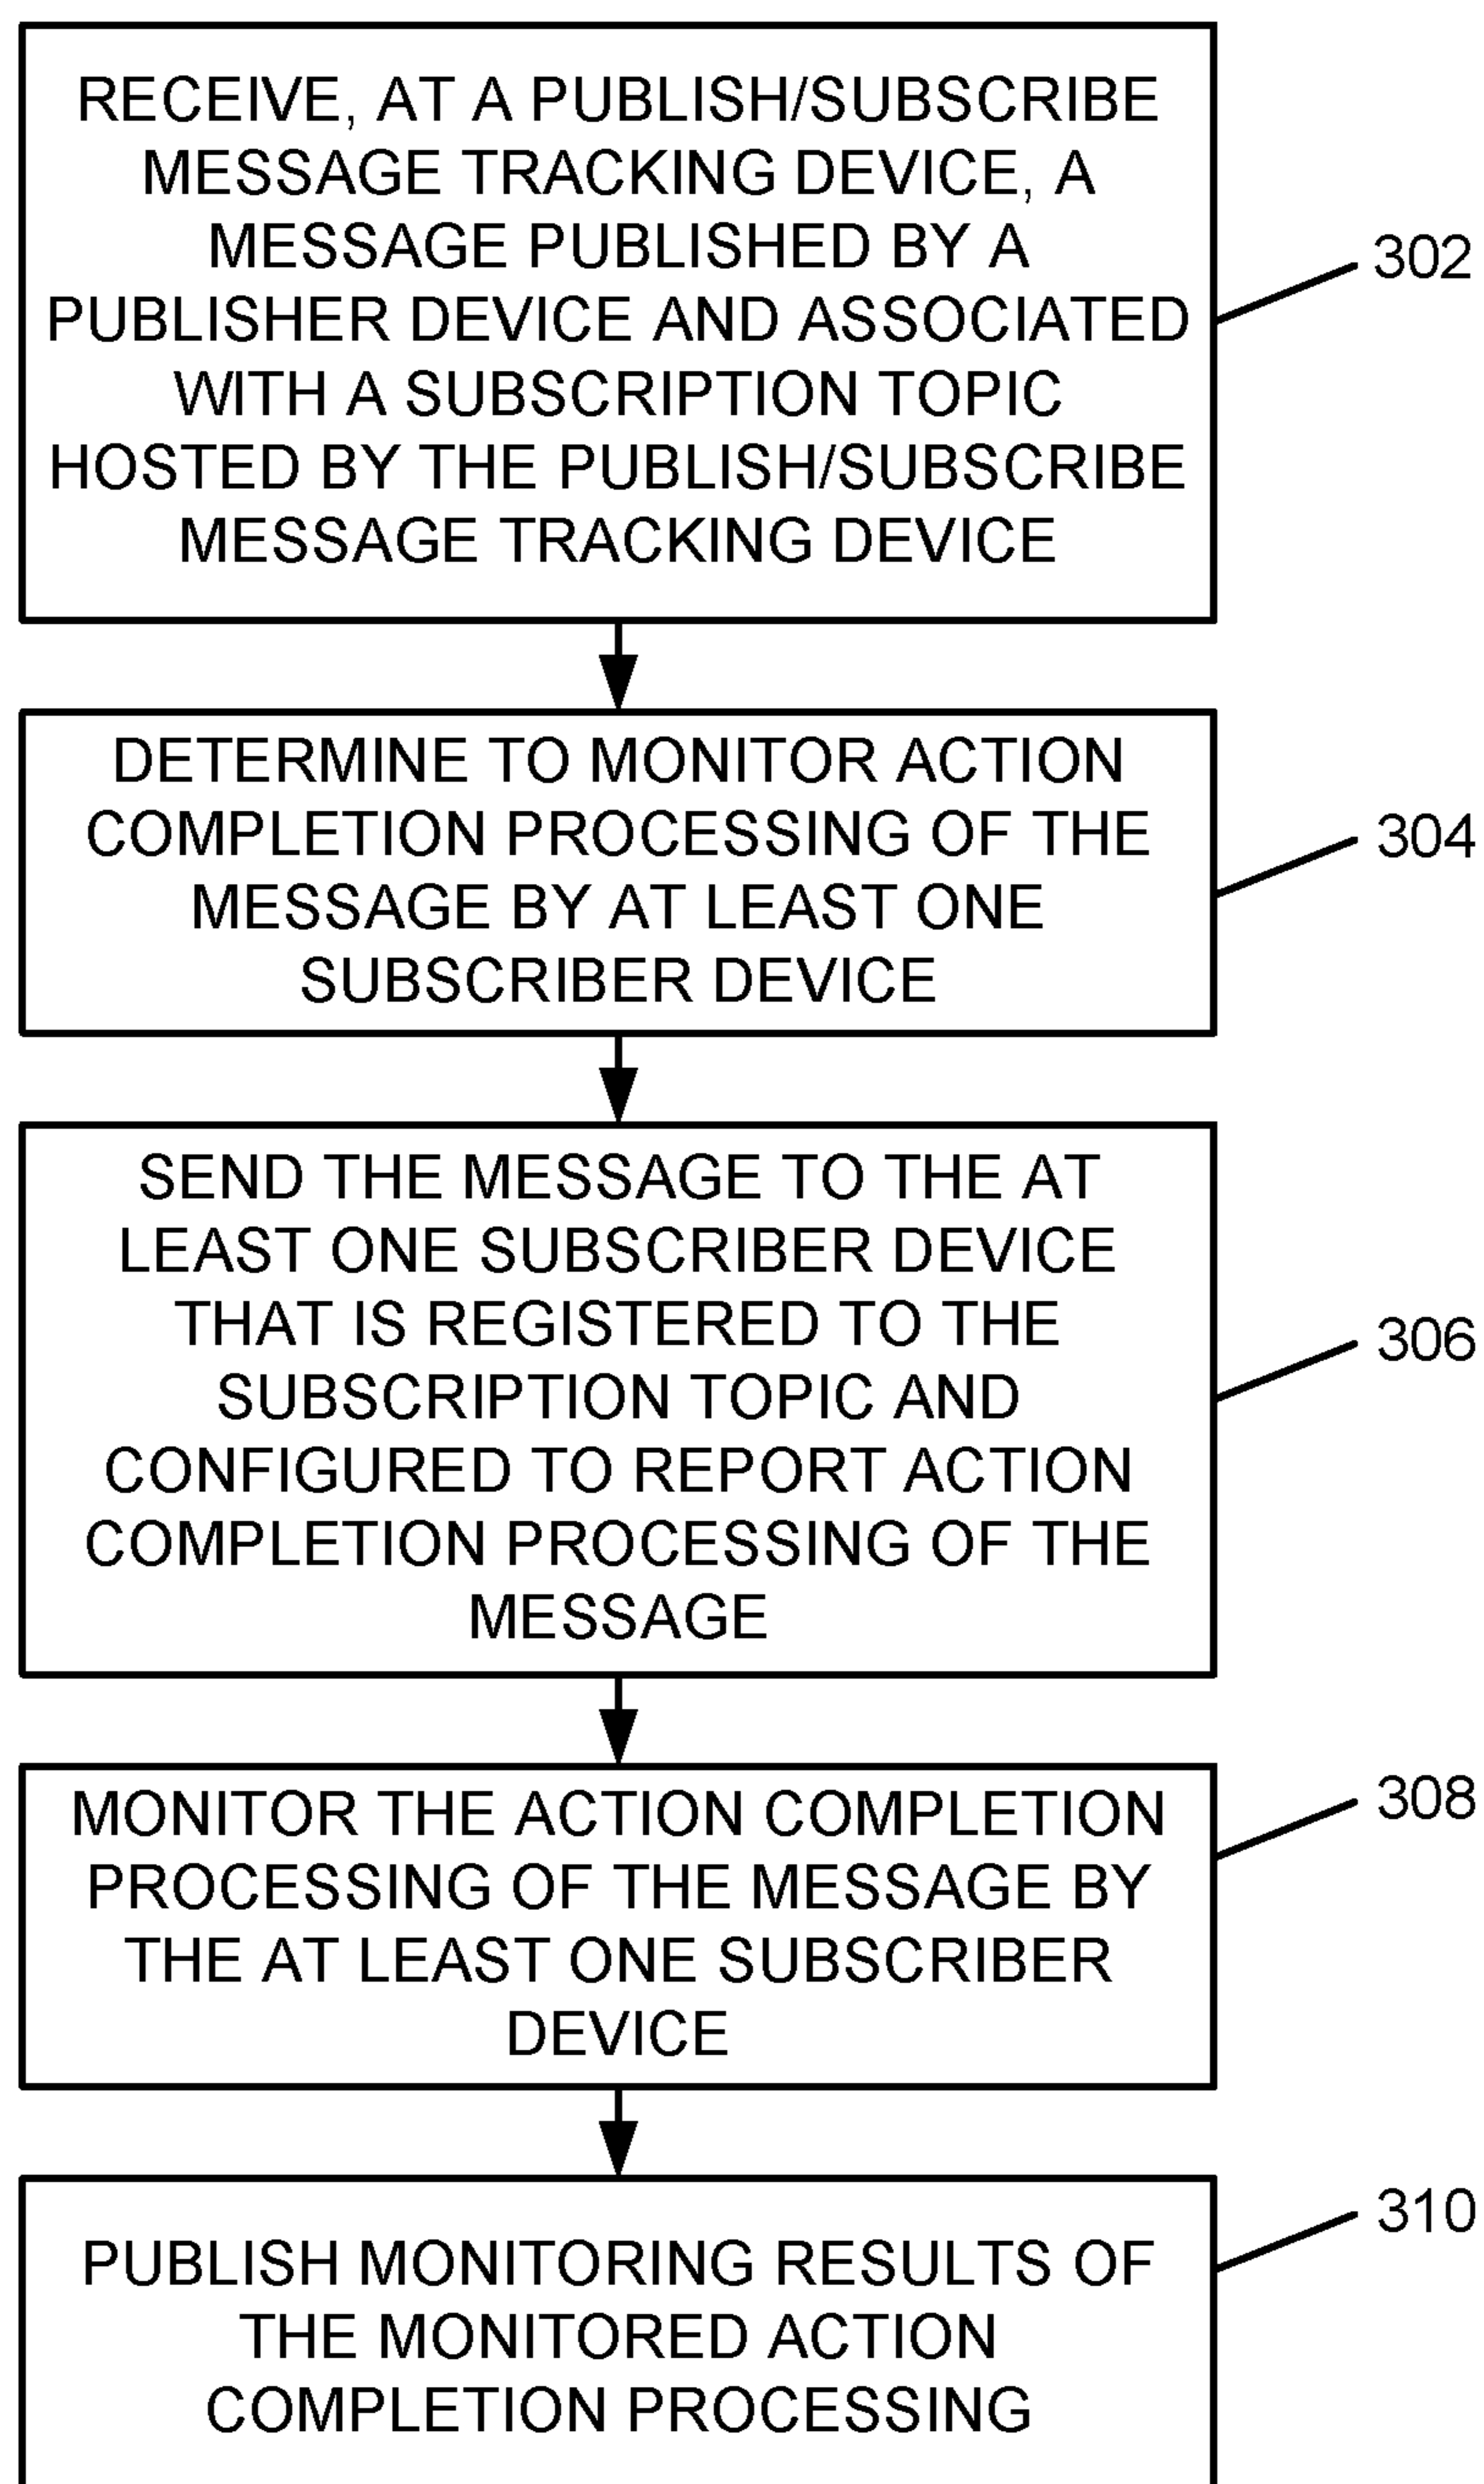 RECEIVE, AT A PUBLISH/SUBSCRIBE
MESSAGE TRACKING DEVICE, A
MESSAGE PUBLISHED BY A
PUBLISHER DEVICE AND ASSOCIATED
WITH A SUBSCRIPTION TOPIC
HOSTED BY THE PUBLISH/SUBSCRIBE
MESSAGE TRACKING DEVICE
302
DETERMINE TO MONITOR ACTION
COMPLETION PROCESSING OF THE
MESSAGE BY AT LEAST ONE
SUBSCRIBER DEVICE
304
SEND THE MESSAGE TO THE AT
LEAST ONE SUBSCRIBER DEVICE
THAT IS REGISTERED TO THE
SUBSCRIPTION TOPIC AND
CONFIGURED TO REPORT ACTION
COMPLETION PROCESSING OF THE
MESSAGE
306
MONITOR THE ACTION COMPLETION
PROCESSING OF THE MESSAGE BY
THE AT LEAST ONE SUBSCRIBER
DEVICE
308
PUBLISH MONITORING RESULTS OF
THE MONITORED ACTION
COMPLETION PROCESSING
310